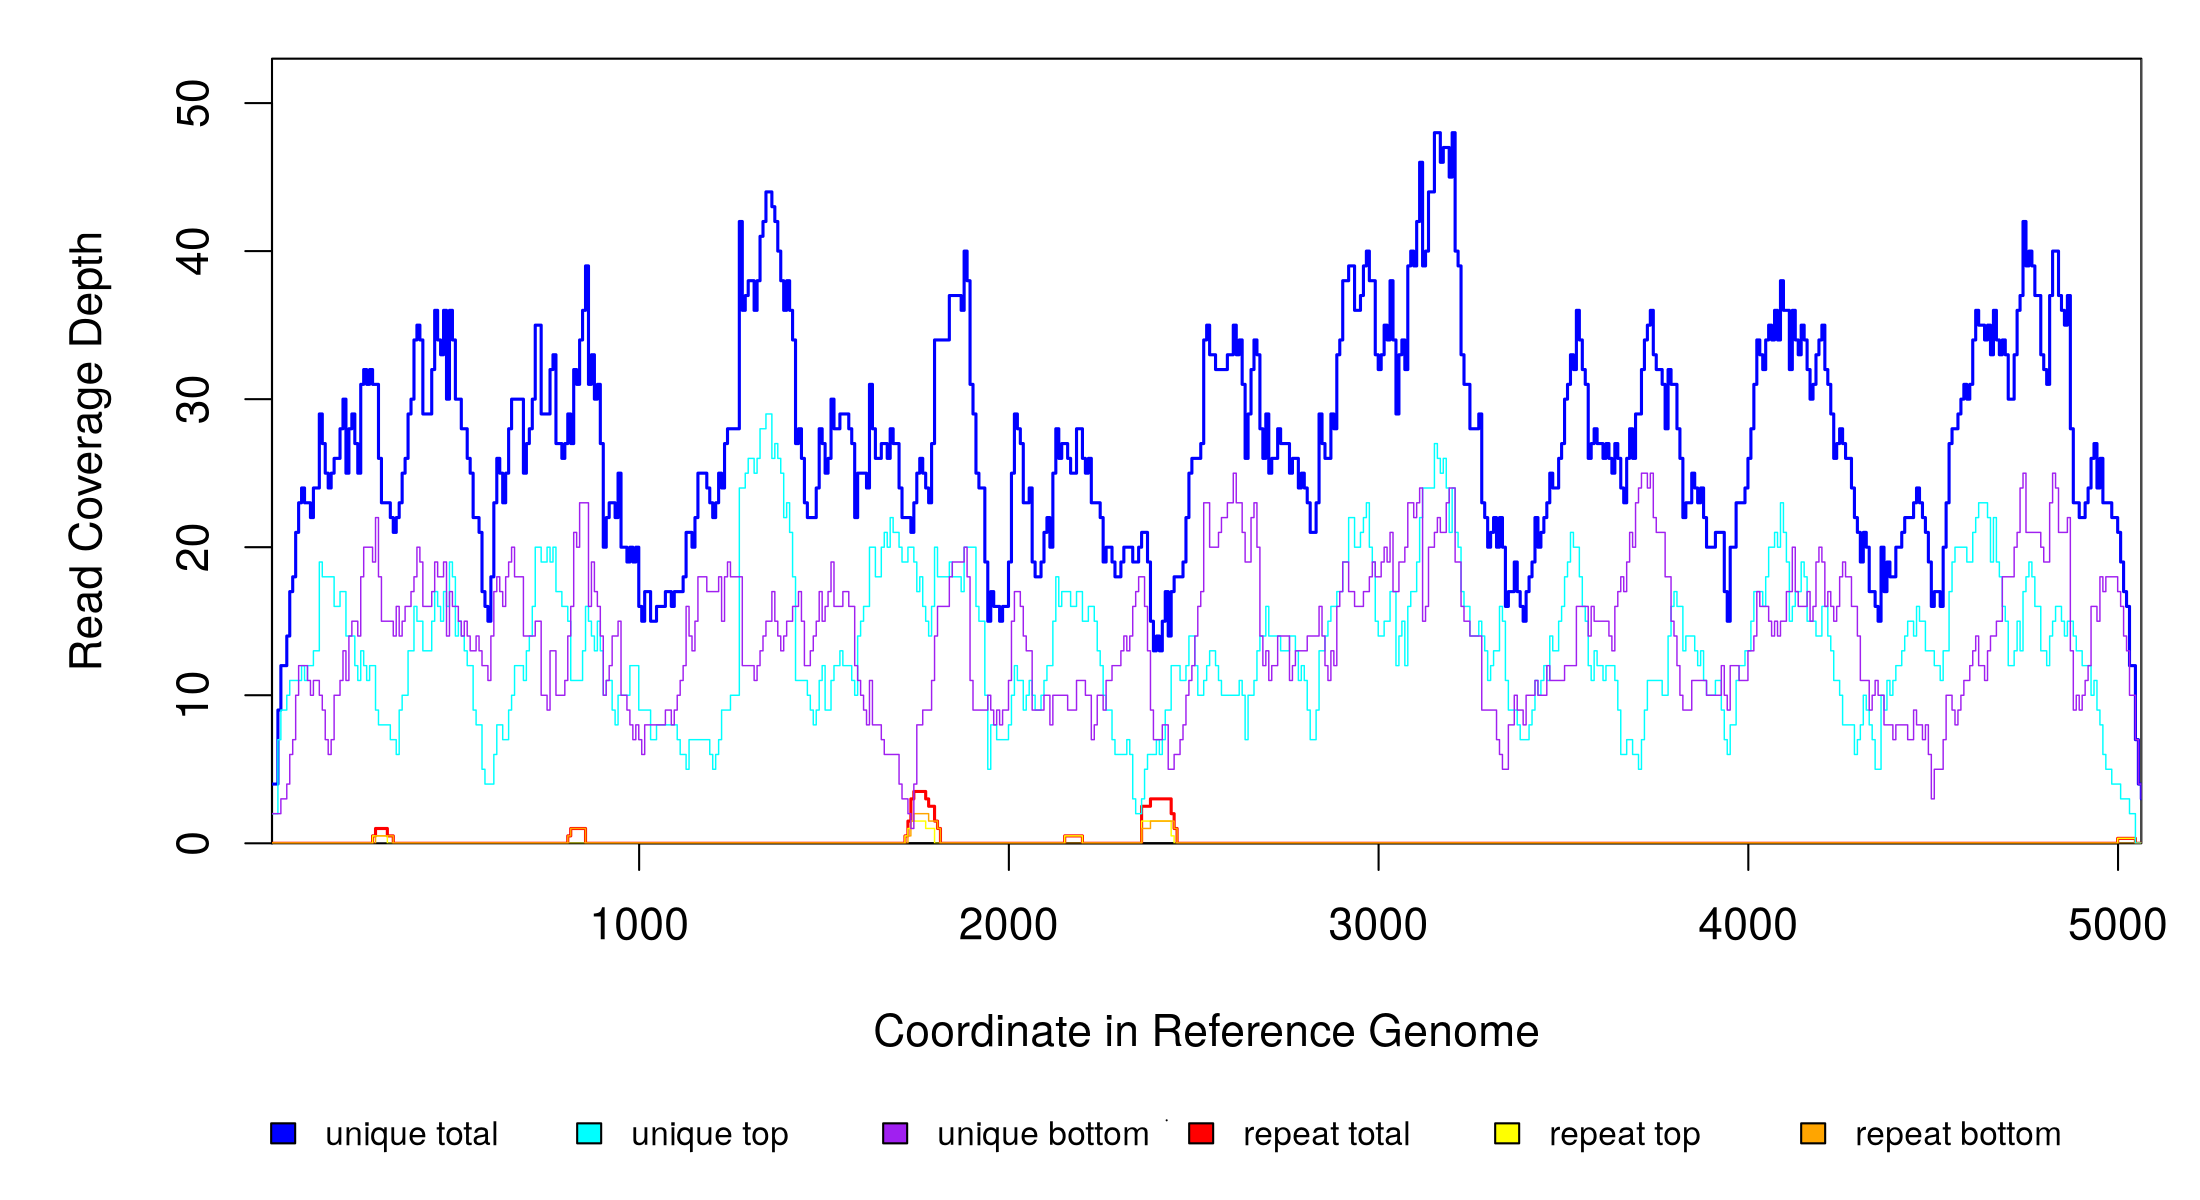 Read Coverage Depth
50
40
30
20
10
0
1000 2000 3000 4000 5000
Coordinate in Reference Genome
unique total unique top unique bottom repeat total repeat top repeat bottom